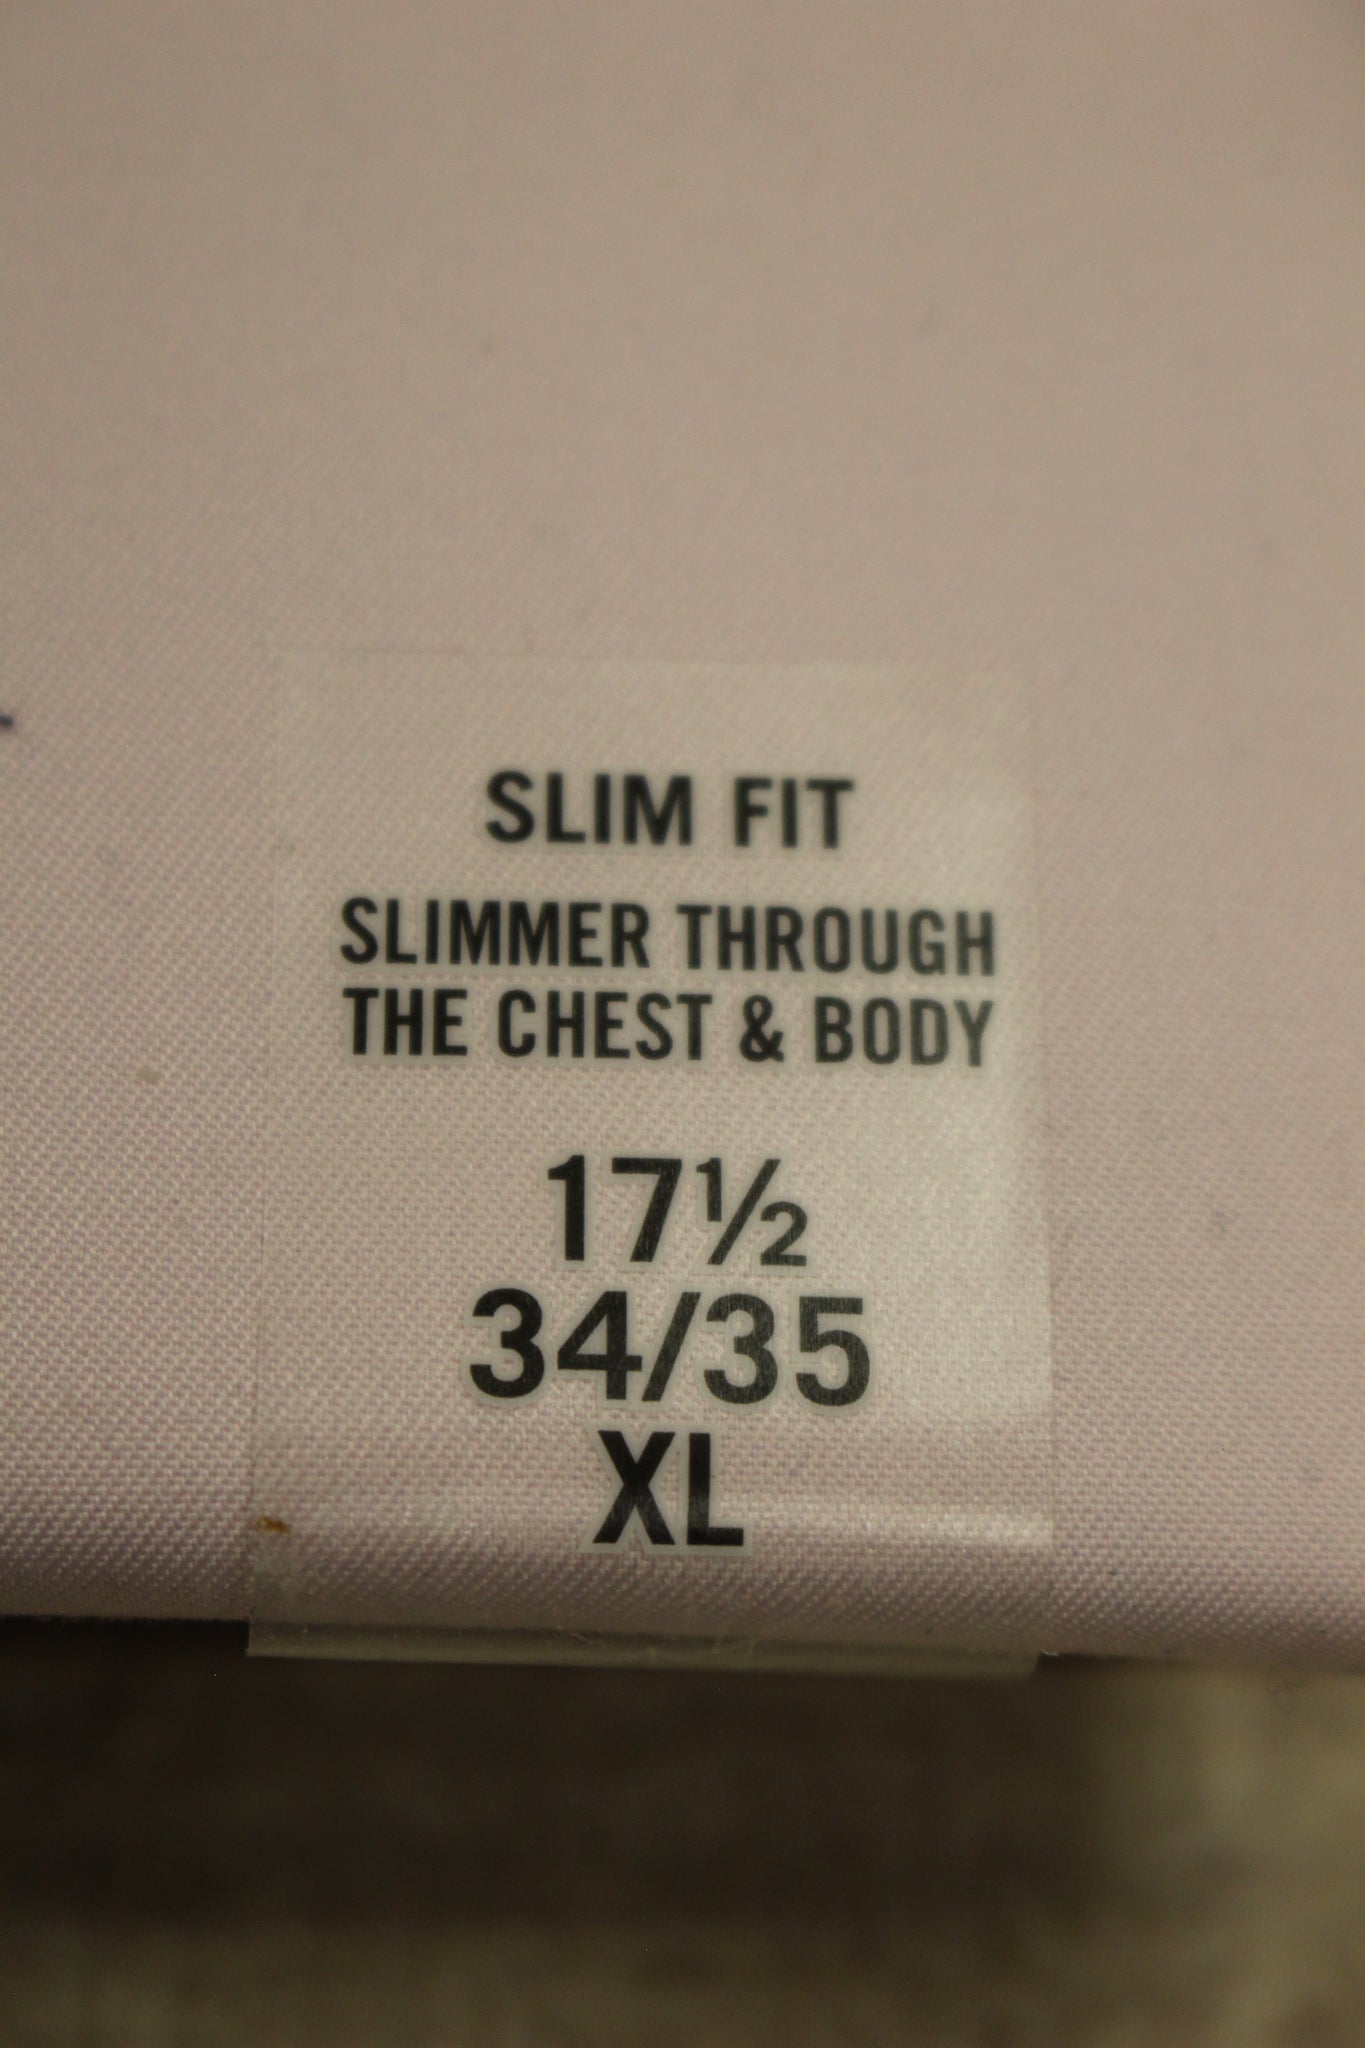 SLIM FIT
SLIMMER THROUGH
THE CHEST & BODY
17½
34/35
XL